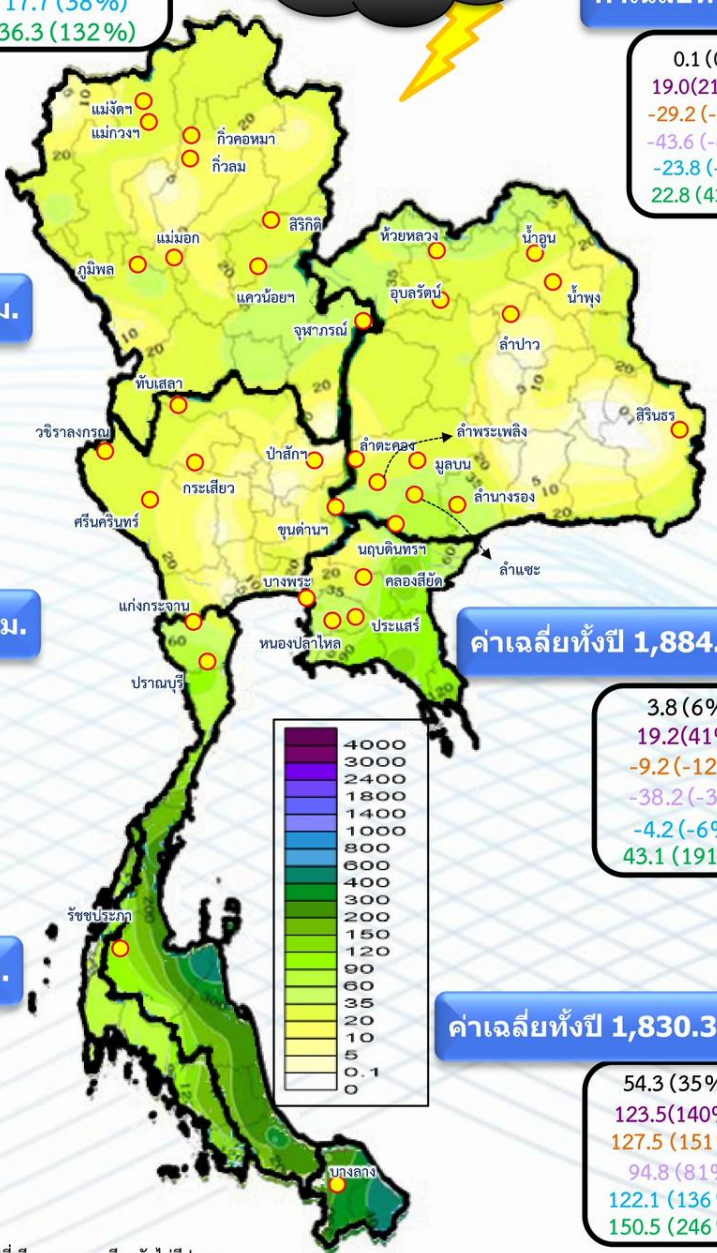 17.7 (38%)
36.3 (132%)
0.1
19.0(21
-29.2
-43.6
-23.8
22.8
แม่งัดฯ
แม่กวงฯ
กิ่วคอหมา
กิ่วลม
สิริกิติ์
แม่มอก
ภูมิพล
แควน้อยฯ
ห้วยหลวง
น้ำอูน
อุบลรัตน์
น้ำพุง
จุฬาภรณ์
ลำปาว
ม.
ทับเสลา
วชิราลงกรณ
ป่าสักฯ
กระเสียว
ศรีนครินทร์
ขุนด่านฯ
ลำตะคอง
ลำพระเพลิง
มูลบน
ลำนางรอง
สิรินธร
นฤบดินทรฯ
ลำแซะ
บางพระ
คลองสียัด
แก่งกระจาน
หนองปลาไหล
ประแสร์
ปราณบุรี
ม.
ค่าเฉลี่ยทั้งปี 1,884.
3.8 (6%
19.2(41%
-9.2 (-12
-38.2 (-3
-4.2 (-6%
43.1 (191
4000
3000
2400
1800
1400
1000
800
600
400
300
200
150
120
90
60
35
20
10
5
0.1
0
รัชชประภา
ค่าเฉลี่ยทั้งปี 1,830.3
54.3 (35%
123.5(140%
127.5 (151
94.8 (81%
122.1 (136
150.5 (246
บางลาง